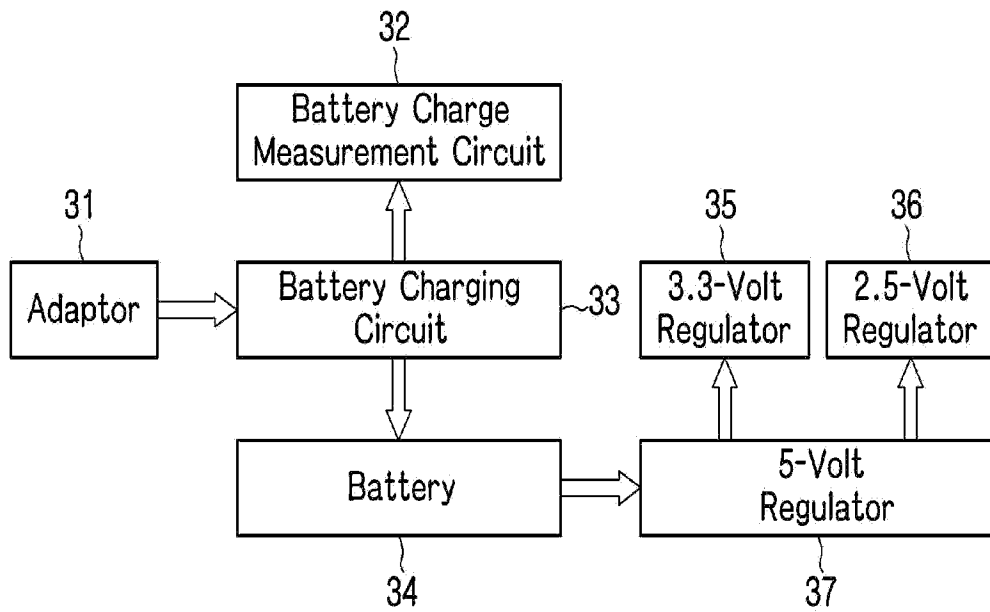 32
Battery Charge
Measurement Circuit
31
35
36
Adaptor
Battery Charging
Circuit
33
3.3-Volt
Regulator
2.5-Volt
Regulator
Battery
5-Volt
Regulator
34
37